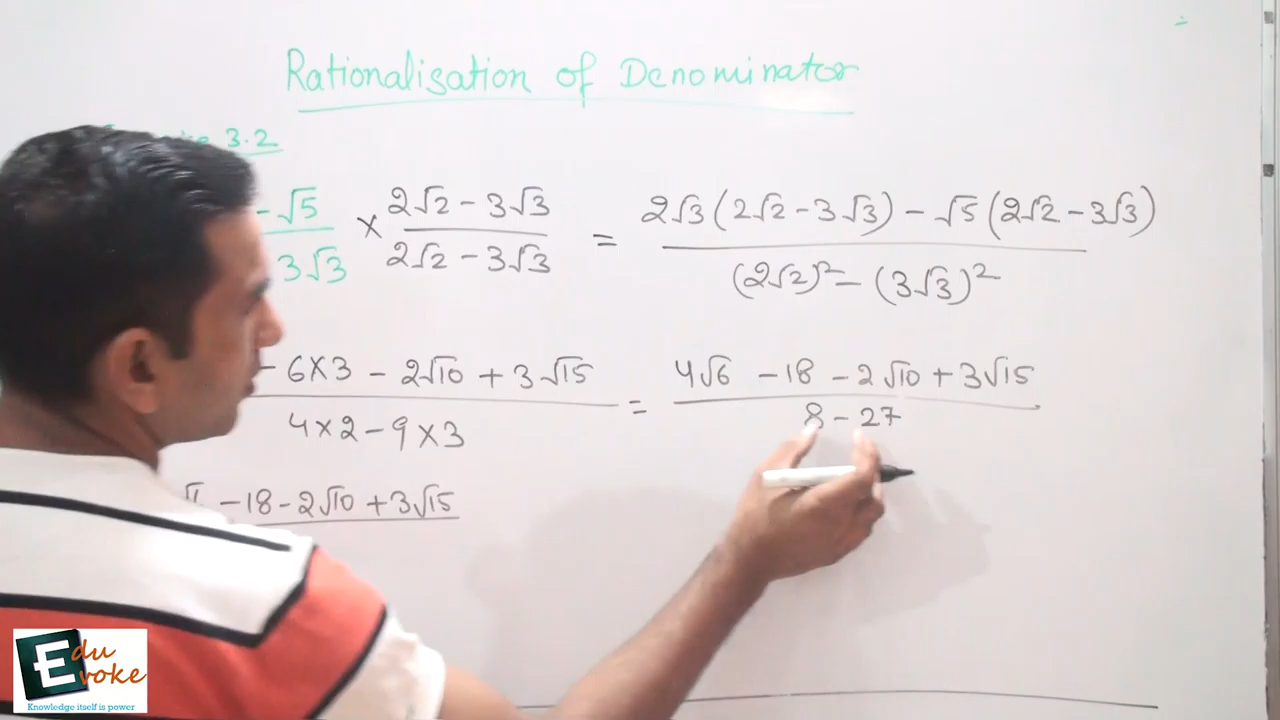 Rationalisation of Denominator
3.2
- √5 × 2√2 - 3√3 = 2√3 (2√2 - 3√3) - √5 (2√2 - 3√3)
3√3 2√2 - 3√3 (2√2)² - (3√3)²
- 6×3 - 2√10 + 3√15 = 4√6 - 18 - 2√10 + 3√15
4×2 - 9×3 8 - 27
- 18 - 2√10 + 3√15
Edu
Evoke
Knowledge itself is power